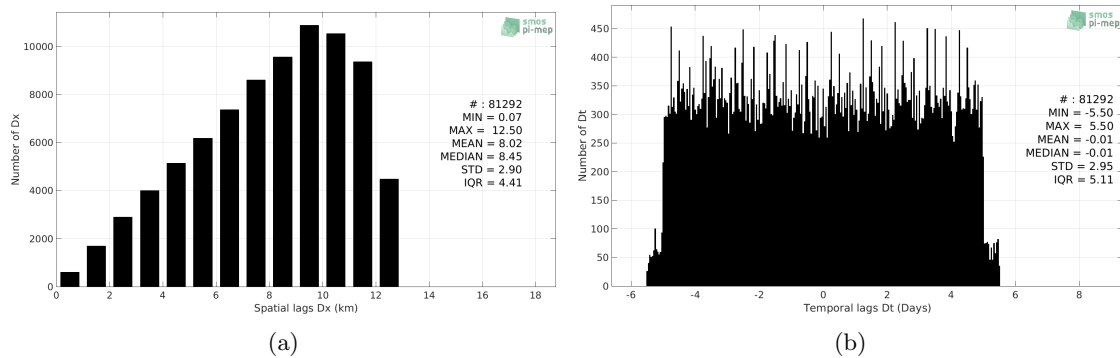 smos
pi-mep
10000
8000
6000
4000
2000
0
Number of Dx
# : 81292
MIN = 0.07
MAX = 12.50
MEAN = 8.02
MEDIAN = 8.45
STD = 2.90
IQR = 4.41
0 2 4 6 8 10 12 14 16 18
Spatial lags Dx (km)
(a)
smos
pi-mep
450
400
350
300
250
200
150
100
50
0
Number of Dt
# : 81292
MIN = -5.50
MAX = 5.50
MEAN = -0.01
MEDIAN = -0.01
STD = 2.95
IQR = 5.11
-6 -4 -2 0 2 4 6 8
Temporal lags Dt (Days)
(b)